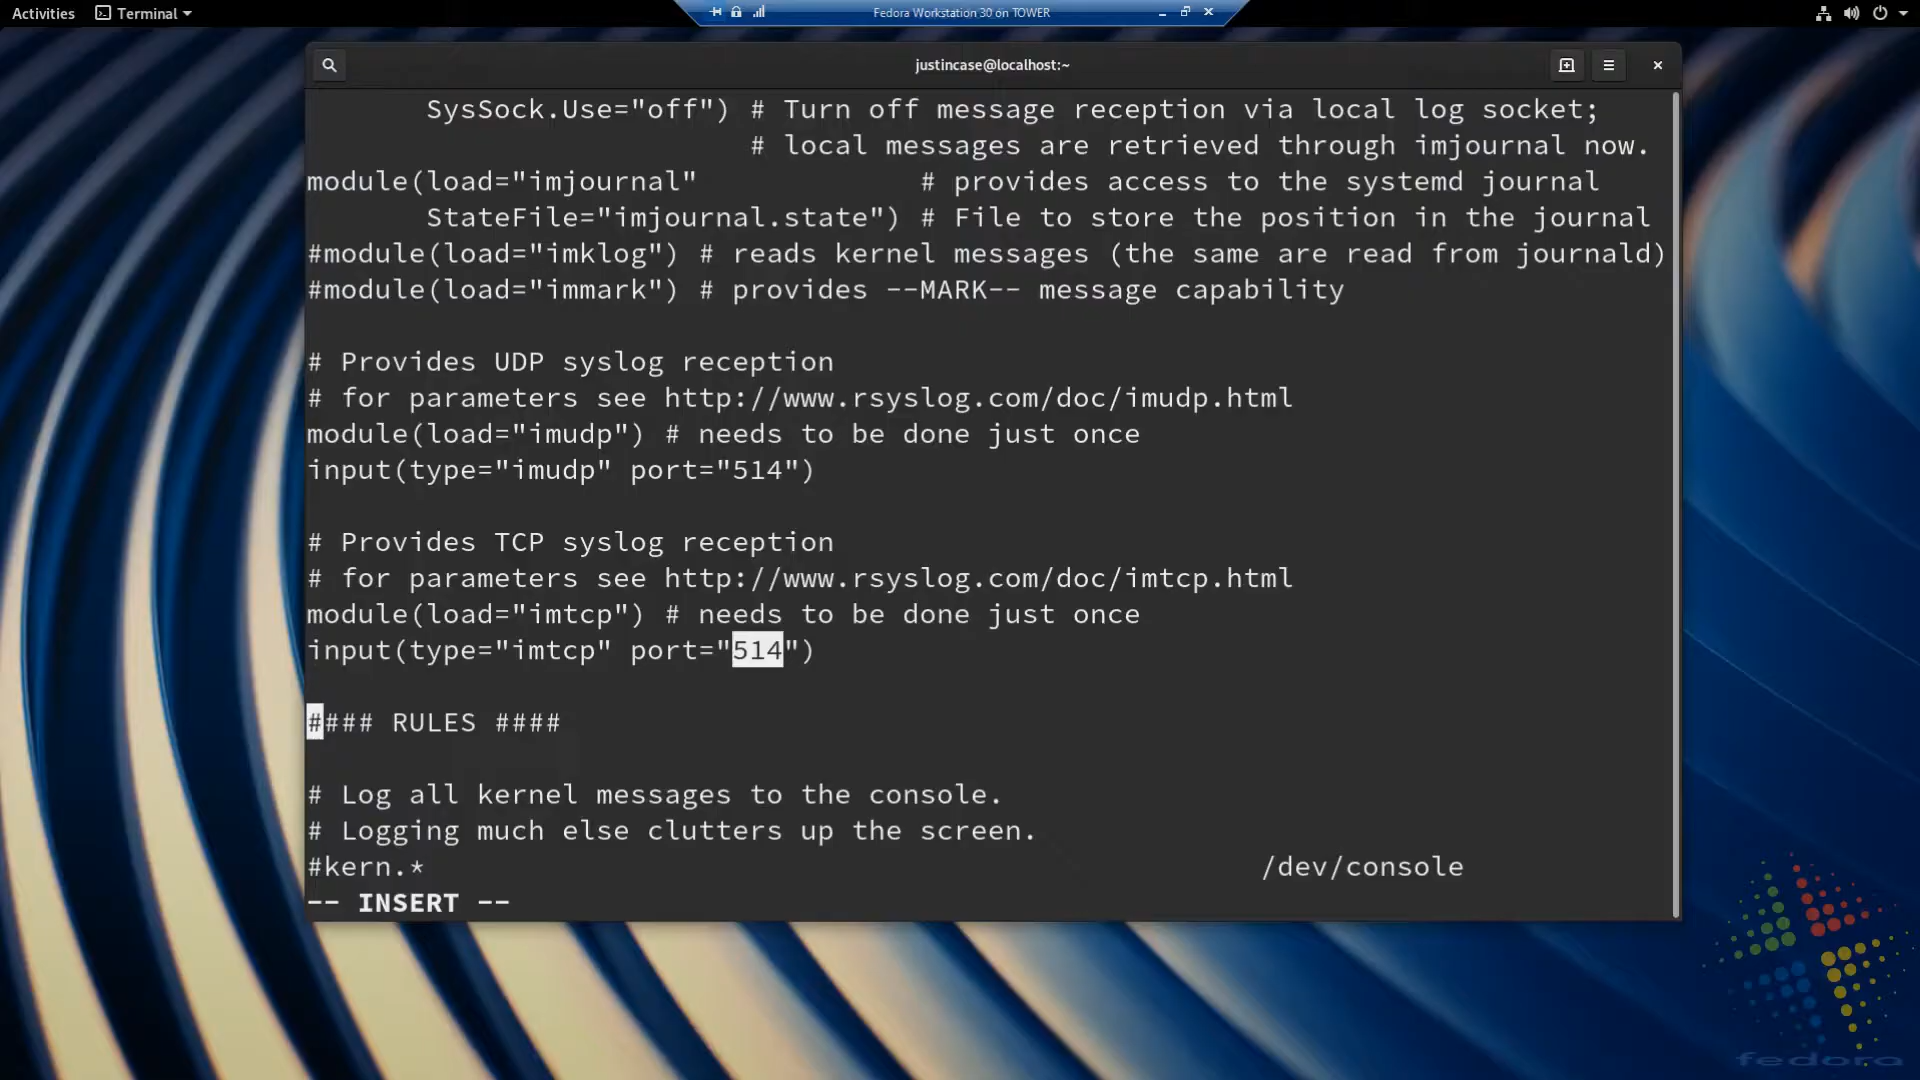 Activities
Terminal
Fedora Workstation 30 on TOWER
justincase@localhost:~
SysSock.Use="off") # Turn off message reception via local log socket;
# local messages are retrieved through imjournal now.
module(load="imjournal" # provides access to the systemd journal
StateFile="imjournal.state") # File to store the position in the journal
#module(load="imklog") # reads kernel messages (the same are read from journald)
#module(load="immark") # provides --MARK-- message capability
# Provides UDP syslog reception
# for parameters see http://www.rsyslog.com/doc/imudp.html
module(load="imudp") # needs to be done just once
input(type="imudp" port="514")
# Provides TCP syslog reception
# for parameters see http://www.rsyslog.com/doc/imtcp.html
module(load="imtcp") # needs to be done just once
input(type="imtcp" port="514")
#### RULES ####
# Log all kernel messages to the console.
# Logging much else clutters up the screen.
#kern.* /dev/console
-- INSERT --
fedora